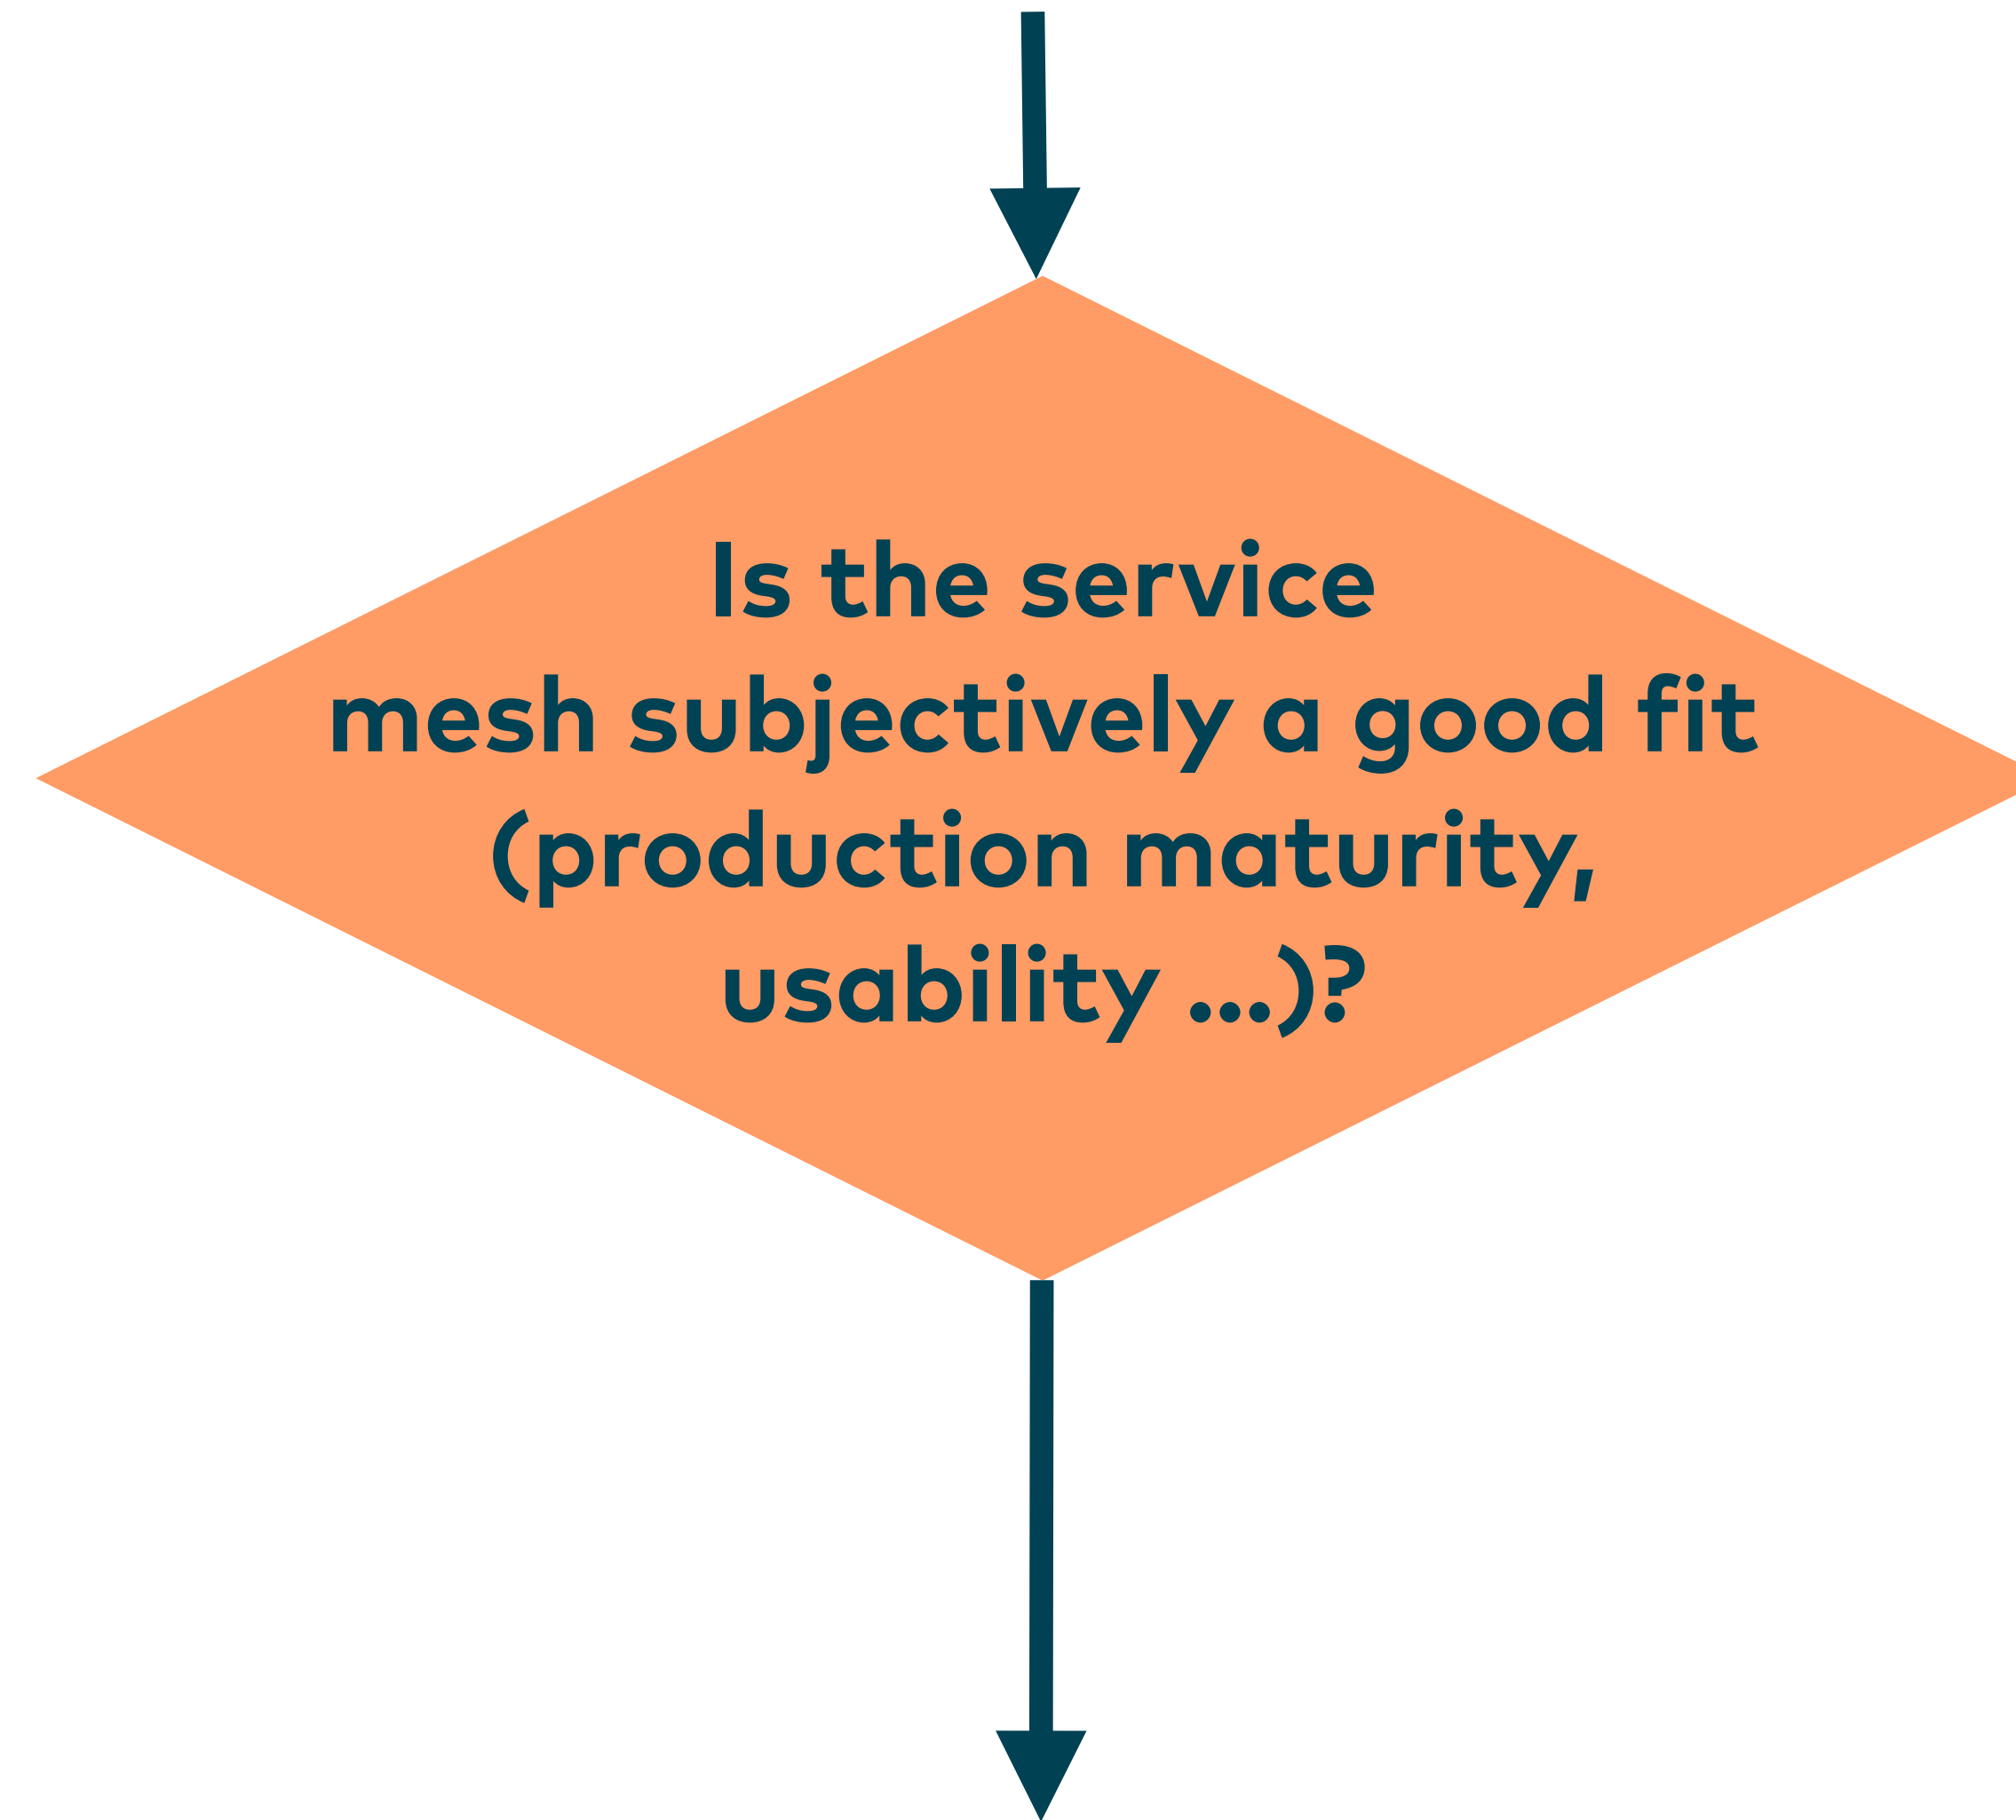 Is the service
mesh subjectively a good fit
(production maturity,
usability ...)?